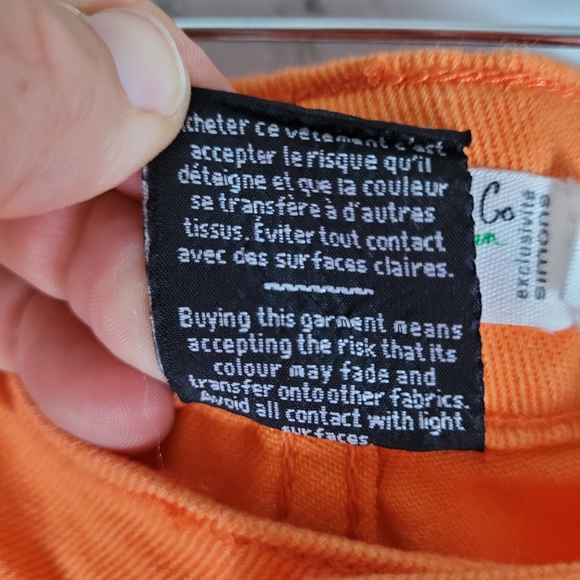 cheter ce vêtement c'est
accepter le risque qu'il
déteigne et que la couleur
se transfère à d'autres
tissus. Éviter tout contact
avec des surfaces claires.
Buying this garment means
accepting the risk that its
colour may fade and
transfer onto other fabrics.
Avoid all contact with light
surfaces
Co
exclusivité
simons